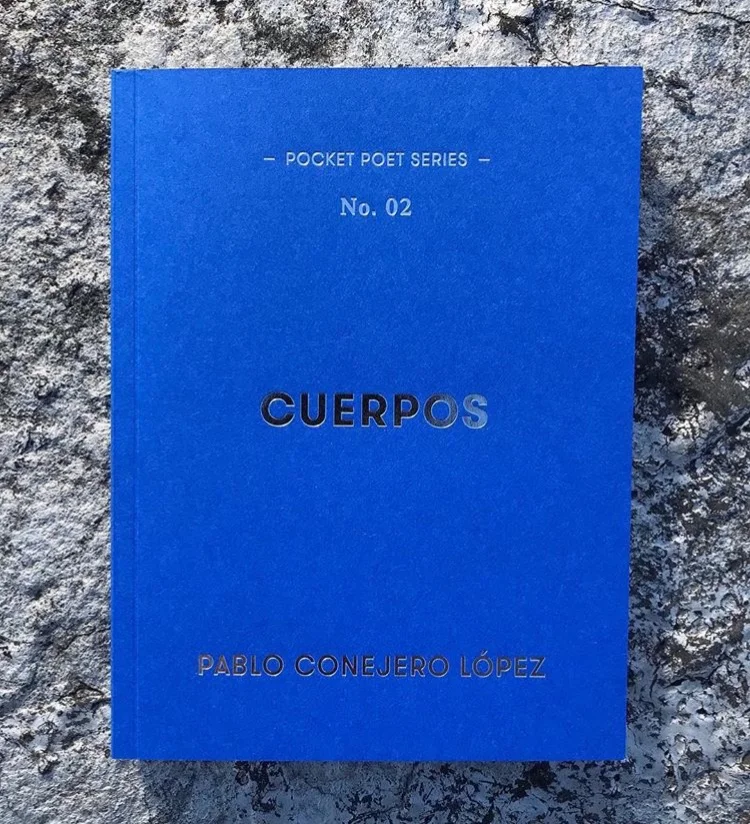 — POCKET POET SERIES —
No. 02
CUERPOS
PABLO CONEJERO LÓPEZ